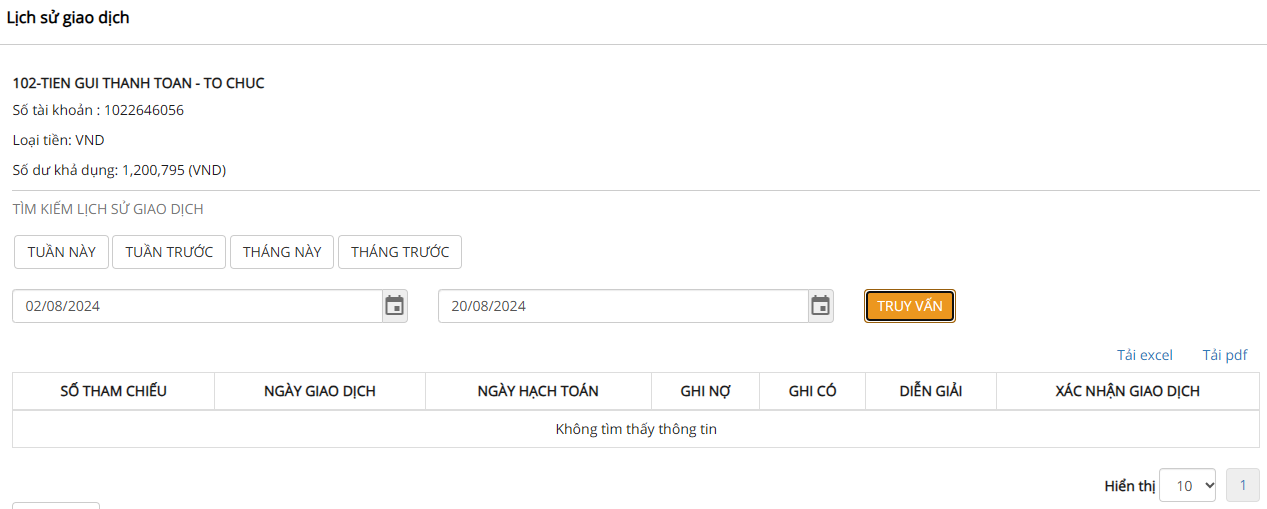 Lịch sử giao dịch
102-TIEN GUI THANH TOAN - TO CHUC
Số tài khoản : 1022646056
Loại tiền: VND
Số dư khả dụng: 1,200,795 (VND)
TÌM KIẾM LỊCH SỬ GIAO DỊCH
TUẦN NÀY TUẦN TRƯỚC THÁNG NÀY THÁNG TRƯỚC
02/08/2024 20/08/2024 TRUY VẤN
Tải excel Tải pdf
SỐ THAM CHIẾU NGÀY GIAO DỊCH NGÀY HẠCH TOÁN GHI NỢ GHI CÓ DIỄN GIẢI XÁC NHẬN GIAO DỊCH
Không tìm thấy thông tin
Hiển thị 10 1